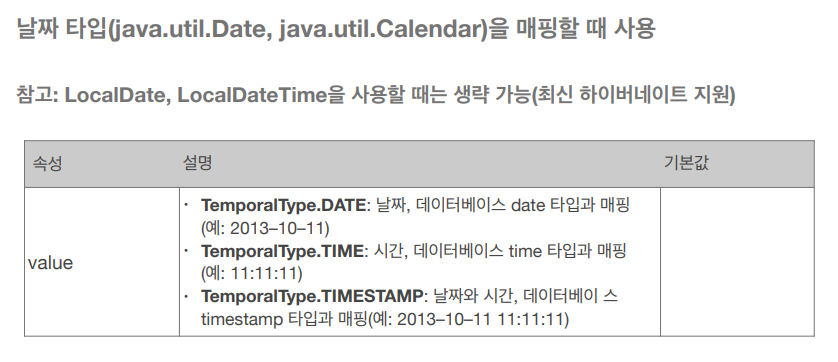 날짜 타입(java.util.Date, java.util.Calendar)을 매핑할 때 사용
참고: LocalDate, LocalDateTime을 사용할 때는 생략 가능(최신 하이버네이트 지원)
속성 설명 기본값
value
· TemporalType.DATE: 날짜, 데이터베이스 date 타입과 매핑
(예: 2013–10–11)
· TemporalType.TIME: 시간, 데이터베이스 time 타입과 매핑
(예: 11:11:11)
· TemporalType.TIMESTAMP: 날짜와 시간, 데이터베이 스
timestamp 타입과 매핑(예: 2013–10–11 11:11:11)